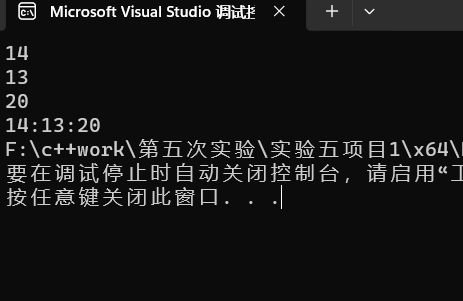 Microsoft Visual Studio 调试
14
13
20
14:13:20
F:\c++work\第五次实验\实验五项目1\x64\
要在调试停止时自动关闭控制台，请启用“工
按任意键关闭此窗口. . .